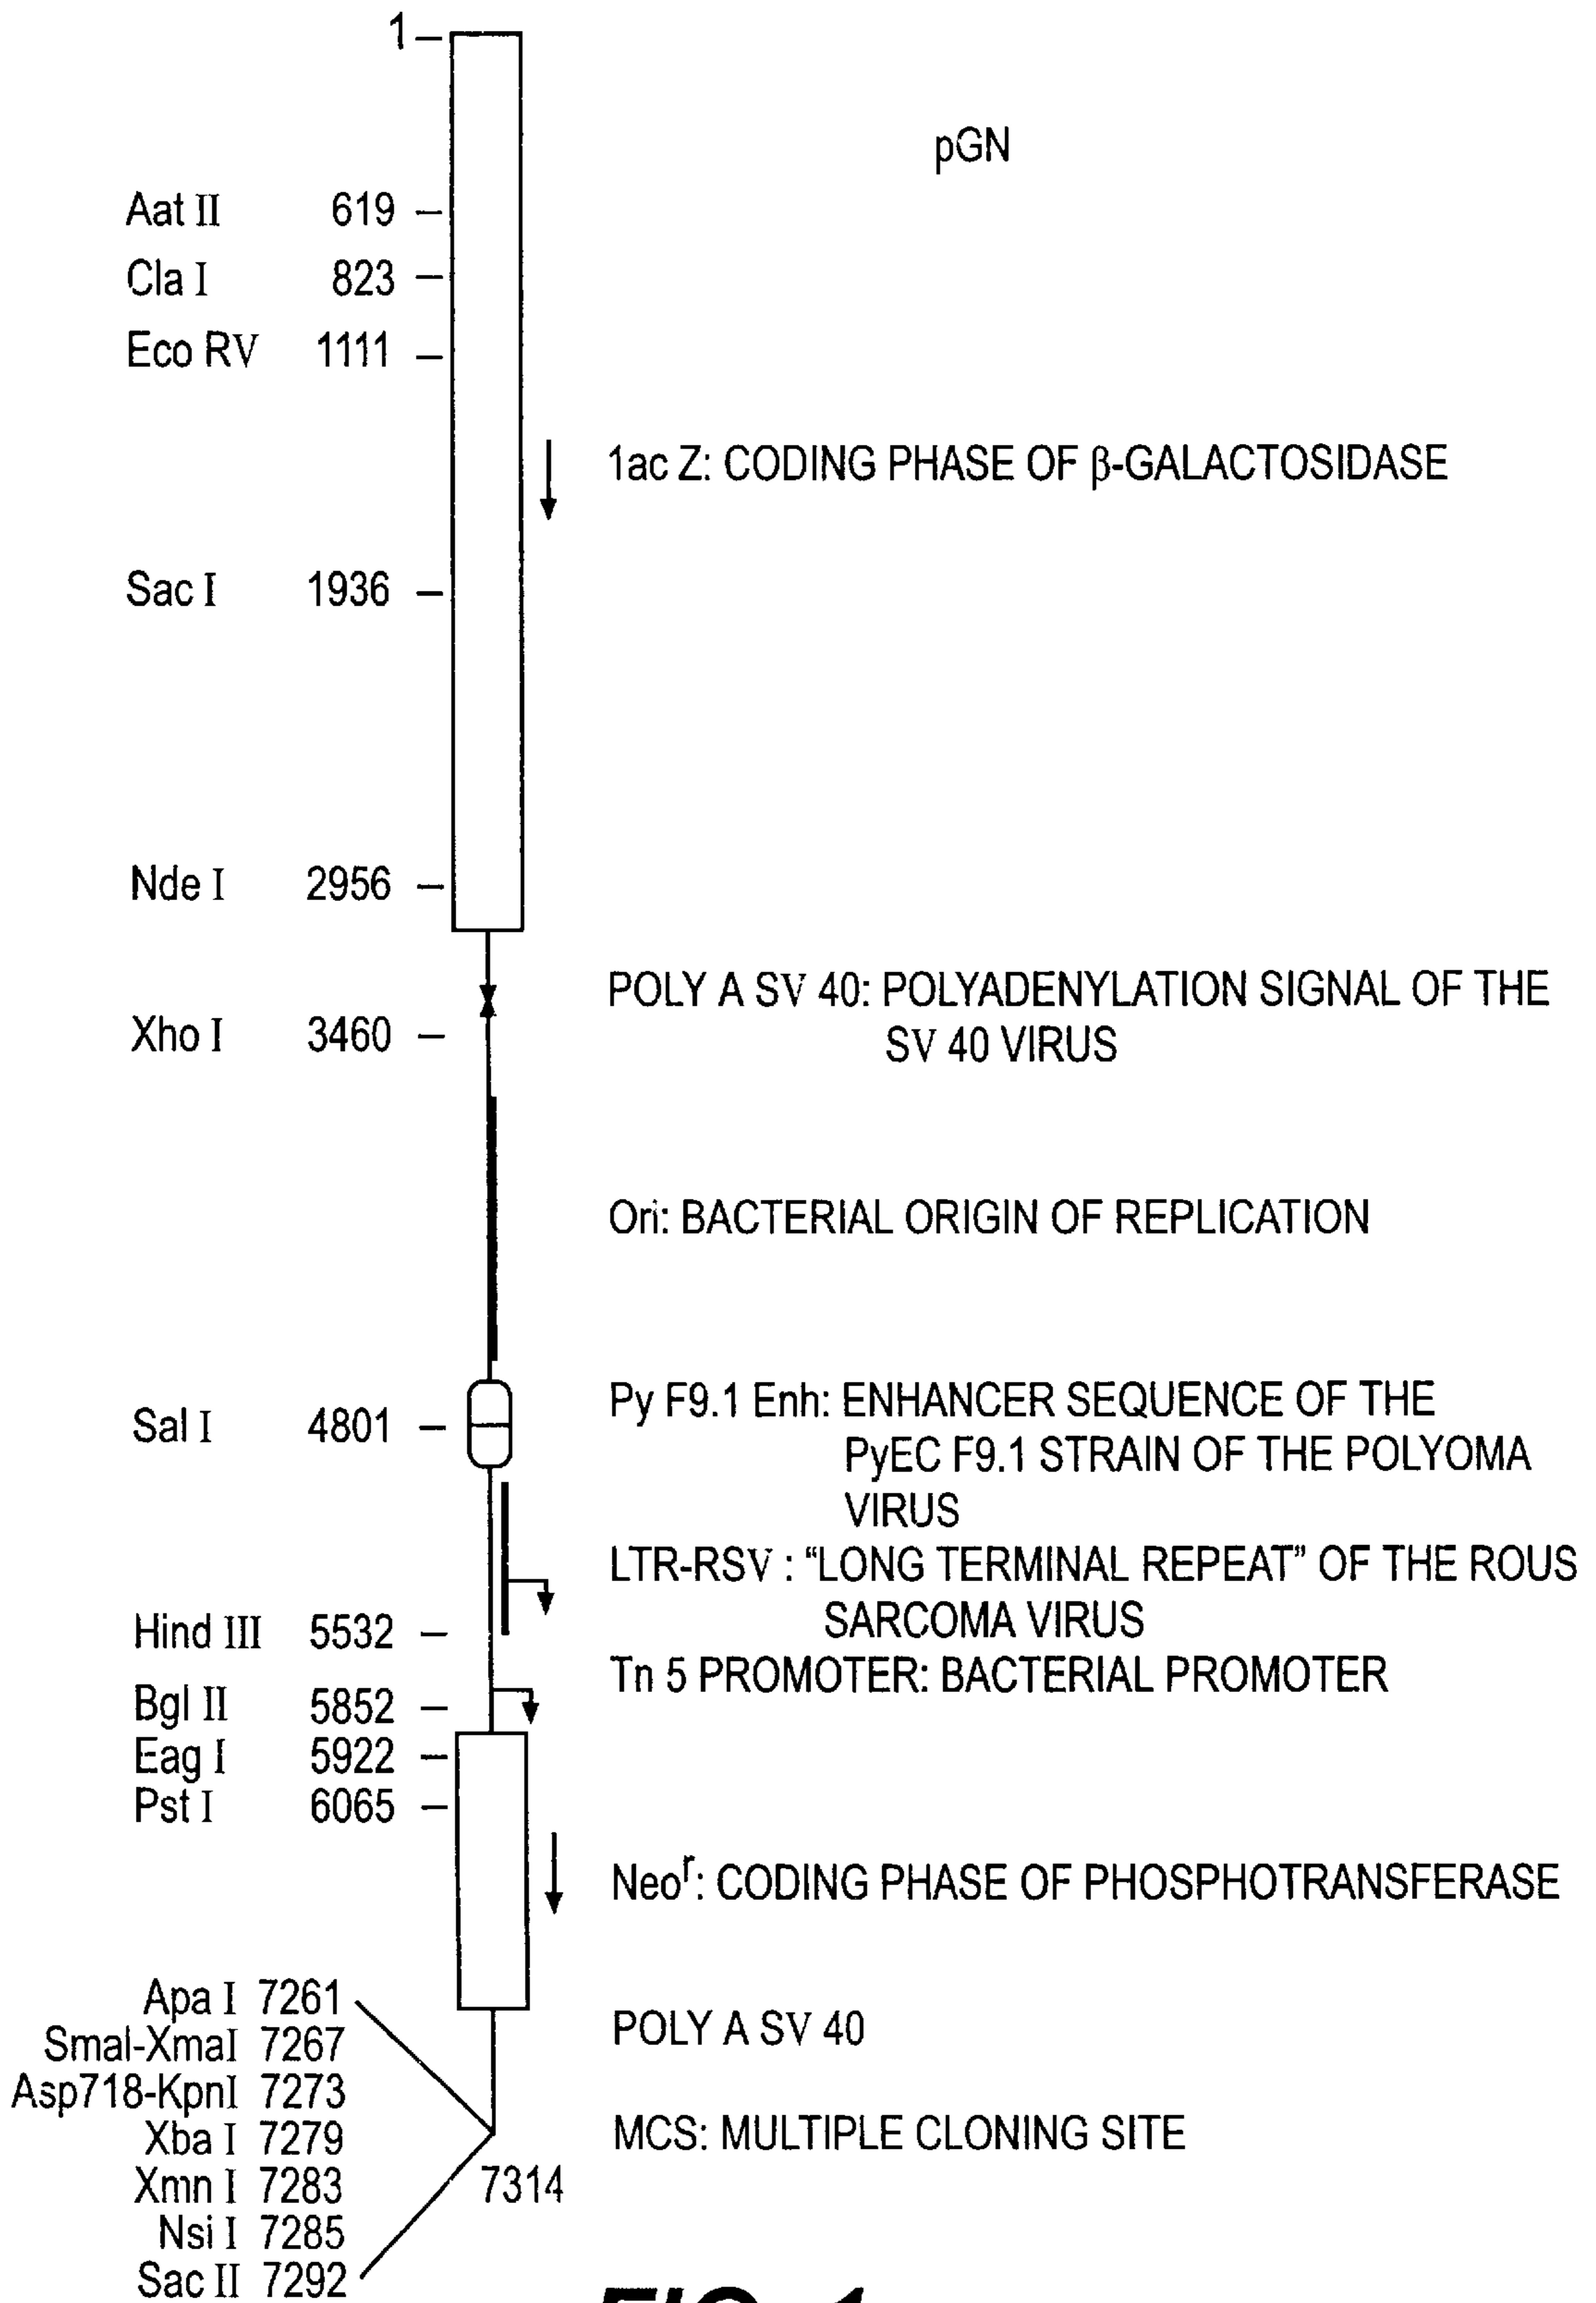 1
pGN
Aat II 619
Cla I 823
Eco RV 1111
1ac Z: CODING PHASE OF β-GALACTOSIDASE
Sac I 1936
Nde I 2956
POLY A SV 40: POLYADENYLATION SIGNAL OF THE
SV 40 VIRUS
Xho I 3460
Ori: BACTERIAL ORIGIN OF REPLICATION
Py F9.1 Enh: ENHANCER SEQUENCE OF THE
PyEC F9.1 STRAIN OF THE POLYOMA
VIRUS
Sal I 4801
LTR-RSV : “LONG TERMINAL REPEAT” OF THE ROUS
SARCOMA VIRUS
Hind III 5532
Tn 5 PROMOTER: BACTERIAL PROMOTER
Bgl II 5852
Eag I 5922
Pst I 6065
Neoʳ: CODING PHASE OF PHOSPHOTRANSFERASE
Apa I 7261
SmaI-XmaI 7267
Asp718-KpnI 7273
Xba I 7279
Xmn I 7283
Nsi I 7285
Sac II 7292
POLY A SV 40
MCS: MULTIPLE CLONING SITE
7314